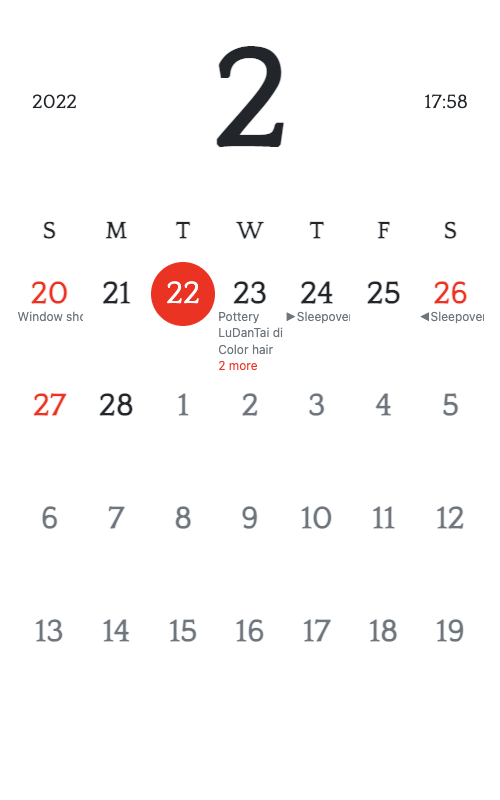 2
2022
17:58
S M T W T F S
20 21 22 23 24 25 26
Window sho Pottery ▶Sleepover ◀Sleepover
LuDanTai di
Color hair
2 more
27 28 1 2 3 4 5
6 7 8 9 10 11 12
13 14 15 16 17 18 19